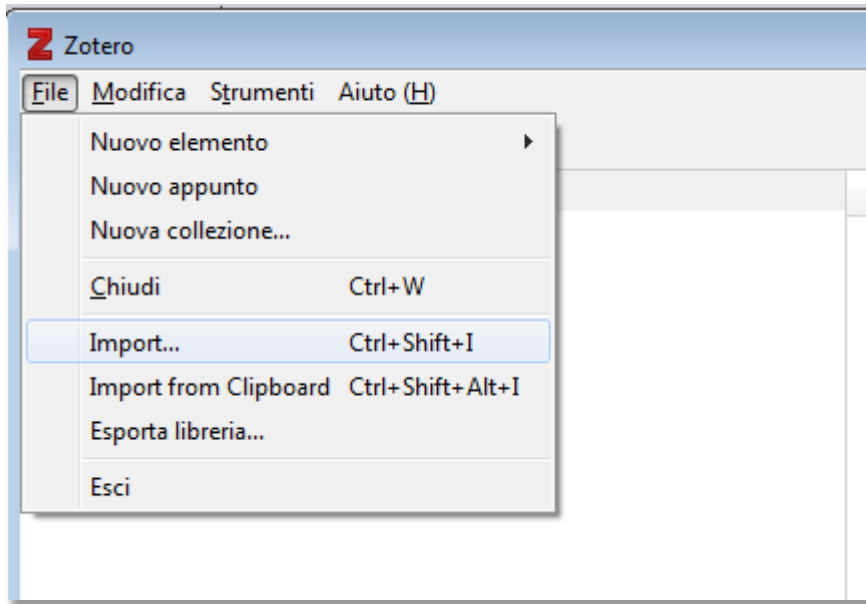 Zotero
File Modifica Strumenti Aiuto (H)
Nuovo elemento
Nuovo appunto
Nuova collezione...
Chiudi Ctrl+W
Import... Ctrl+Shift+I
Import from Clipboard Ctrl+Shift+Alt+I
Esporta libreria...
Esci